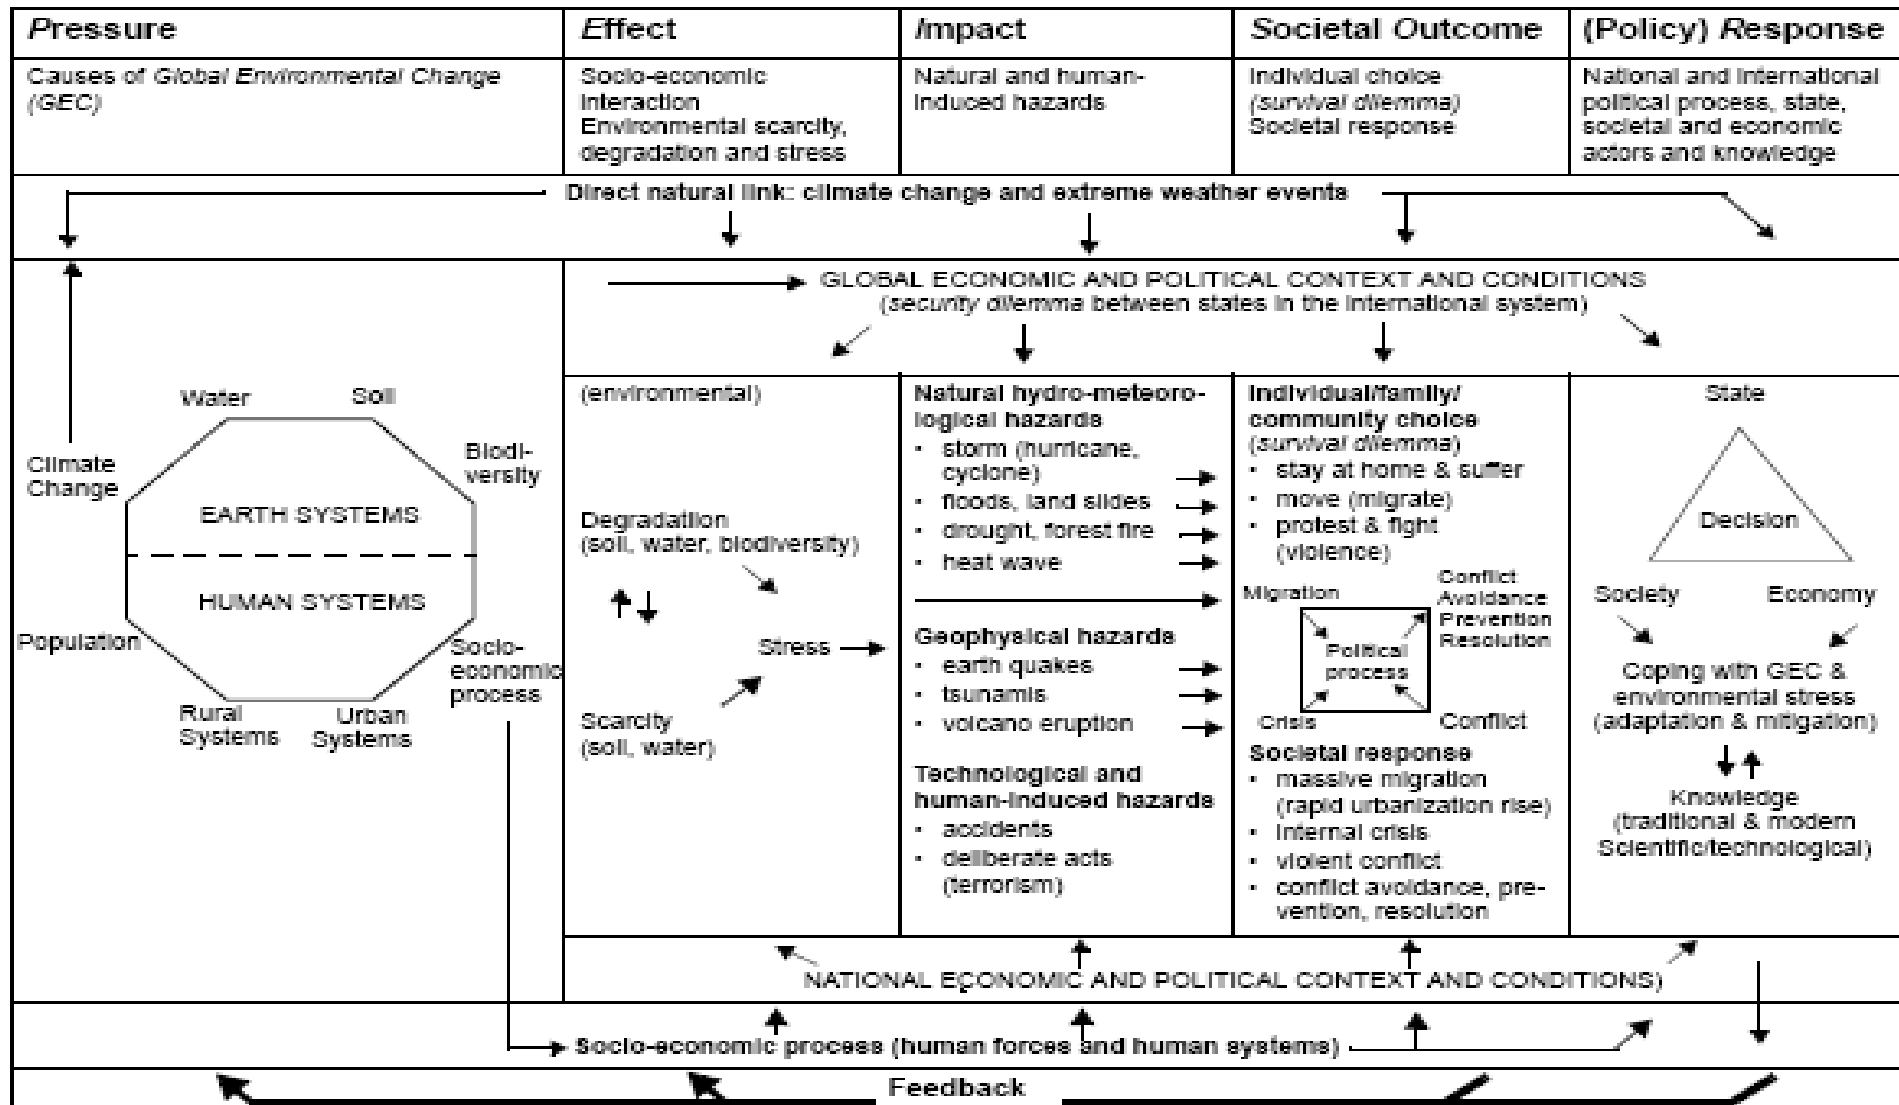 Pressure
Effect
Impact
Societal Outcome
(Policy) Response
Causes of Global Environmental Change
(GEC)
Socio-economic
Interaction
Environmental scarcity,
degradation and stress
Natural and human-
Induced hazards
Individual choice
(survival dilemma)
Societal response
National and International
political process, state,
societal and economic
actors and knowledge
Direct natural link: climate change and extreme weather events
GLOBAL ECONOMIC AND POLITICAL CONTEXT AND CONDITIONS
(security dilemma between states in the International system)
Water
Soil
Climate
Change
Biodi-
versity
EARTH SYSTEMS
HUMAN SYSTEMS
Population
Socio-
economic
process
Rural
Systems
Urban
Systems
(environmental)
Degradatiion
(soil, water, biodiversity)
Stress
Scarcity
(soil, water)
Natural hydro-meteoro-
logical hazards
• storm (hurricane,
cyclone)
• floods, land slides
• drought, forest fire
• heat wave
Geophysical hazards
• earth quakes
• tsunamis
• volcano eruption
Technological and
human-induced hazards
• accidents
• deliberate acts
(terrorism)
Individual/family/
community choice
(survival dilemma)
• stay at home & suffer
• move (migrate)
• protest & fight
(violence)
Migration
Conflict
Avoidance
Prevention
Resolution
Political
process
Crisis
Conflict
Societal response
• massive migration
(rapid urbanization rise)
• internal crisis
• violent conflict
• conflict avoidance, pre-
vention, resolution
State
Decision
Society
Economy
Coping with GEC &
environmental stress
(adaptation & mitigation)
Knowledge
(traditional & modern
Scientific/technological)
NATIONAL ECONOMIC AND POLITICAL CONTEXT AND CONDITIONS)
Socio-economic process (human forces and human systems)
Feedback